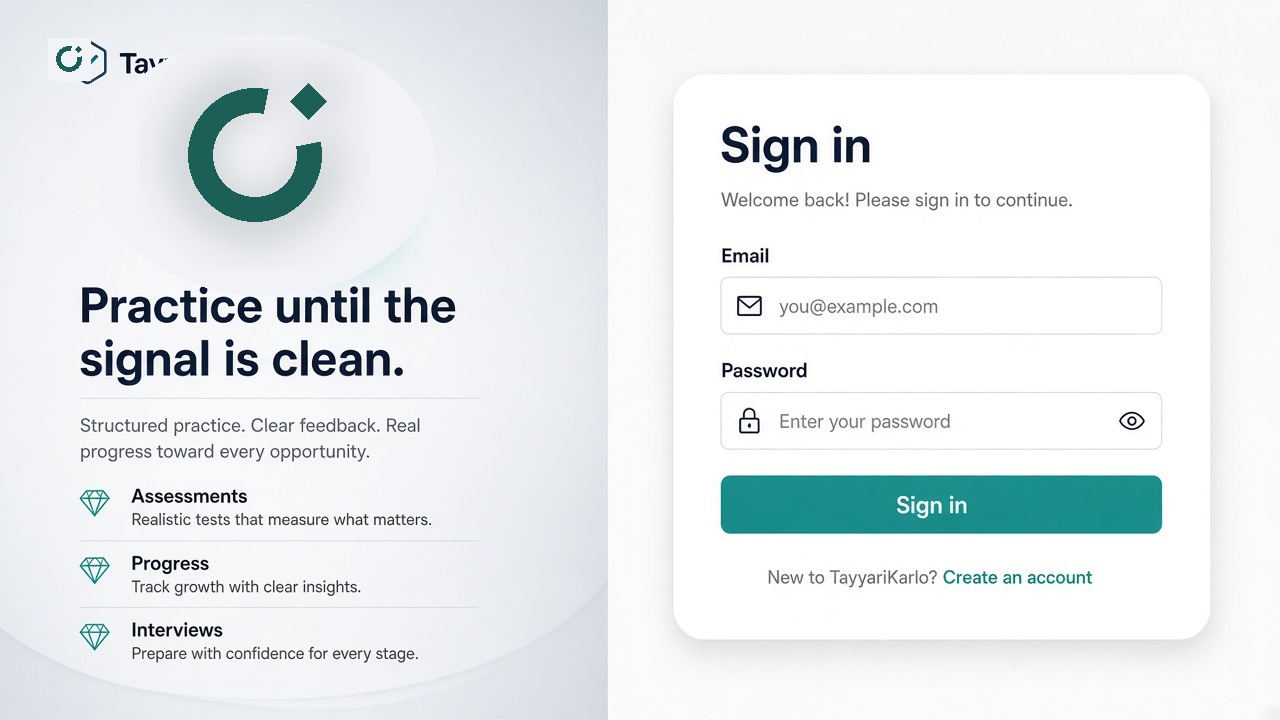 Practice until the
signal is clean.
Structured practice. Clear feedback. Real
progress toward every opportunity.
Assessments
Realistic tests that measure what matters.
Progress
Track growth with clear insights.
Interviews
Prepare with confidence for every stage.
Sign in
Welcome back! Please sign in to continue.
Email
you@example.com
Password
Enter your password
Sign in
New to TayyariKarlo? Create an account